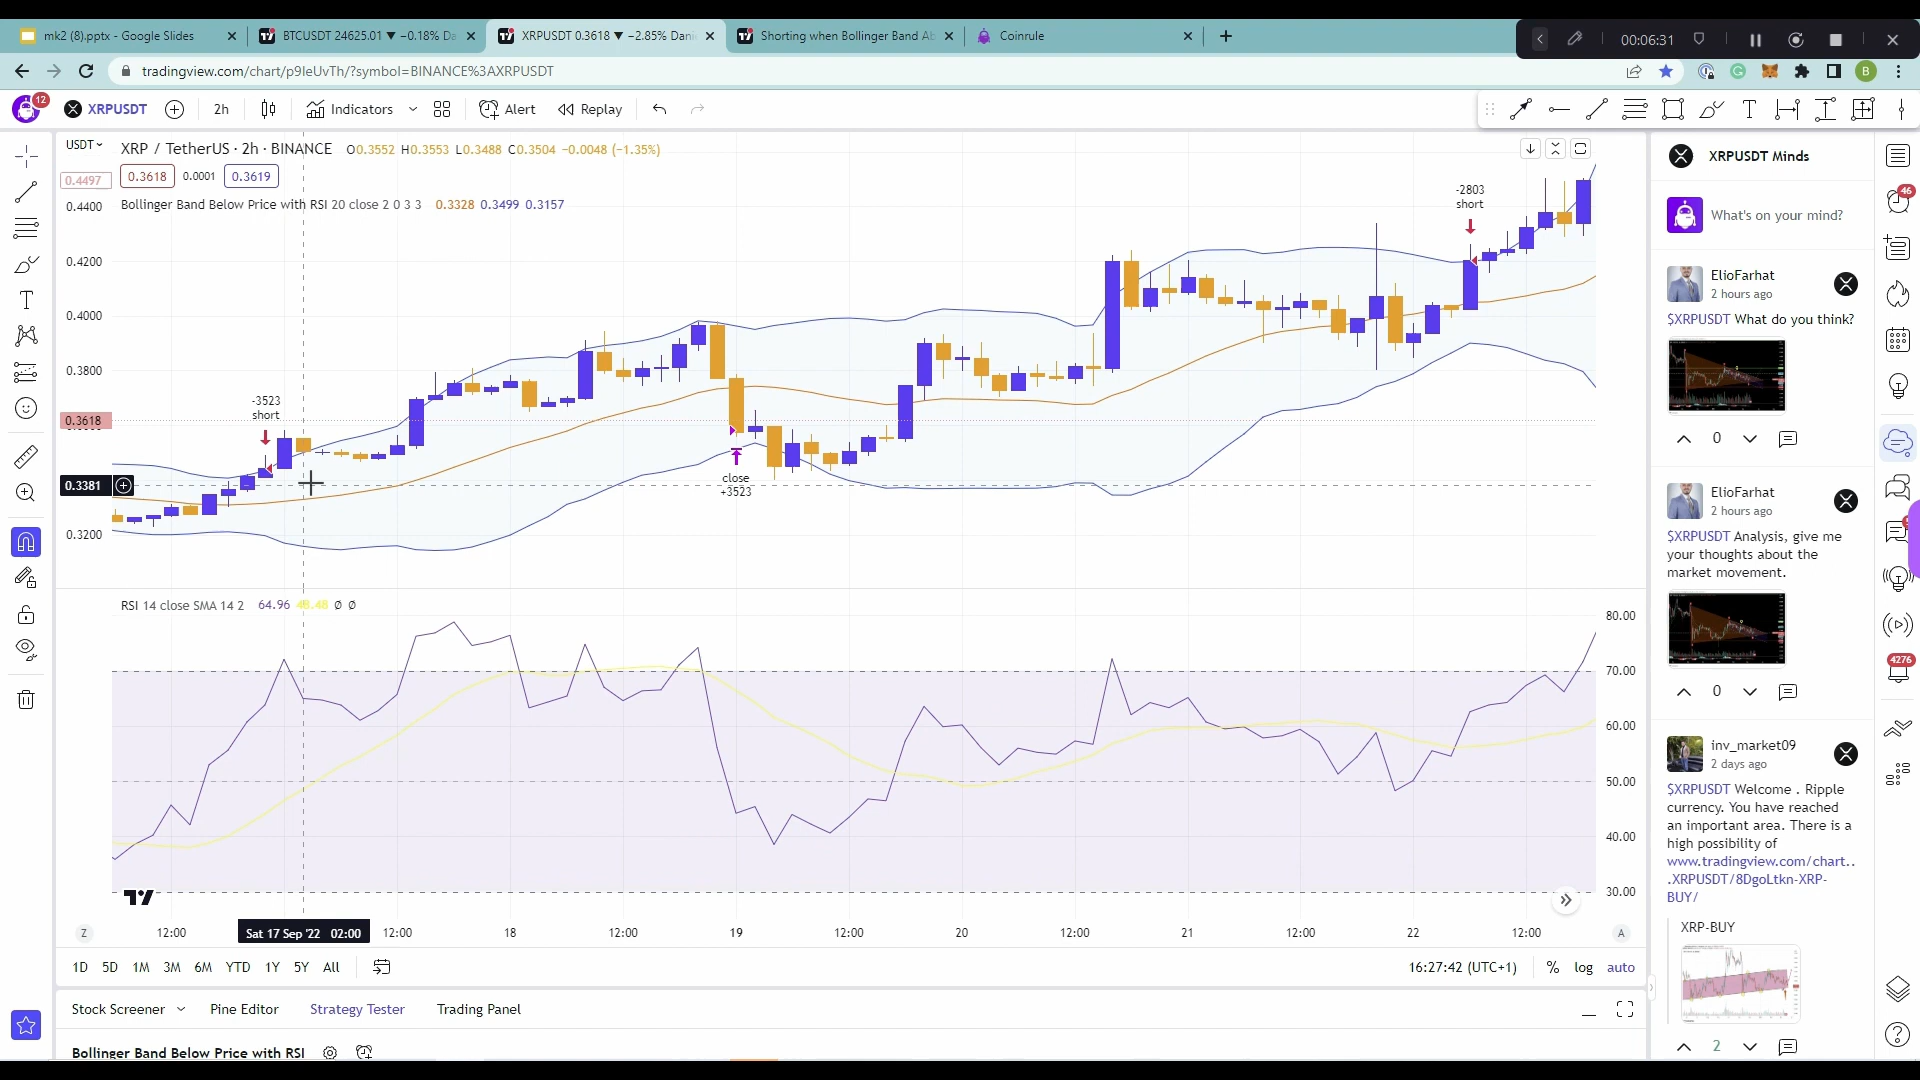 mk2 (8).pptx - Google Slides
BTCUSDT 24625.01 ▼ −0.18% Da
XRPUSDT 0.3618 ▼ −2.85% Dani
Shorting when Bollinger Band Ab
Coinrule
00:06:31
tradingview.com/chart/p9IeUvTh/?symbol=BINANCE%3AXRPUSDT
B
12
XRPUSDT
2h
Indicators
Alert
Replay
USDT
XRP / TetherUS · 2h · BINANCE
O0.3552 H0.3553 L0.3488 C0.3504 −0.0048 (−1.35%)
0.4497
0.3618
0.0001
0.3619
Bollinger Band Below Price with RSI 20 close 2 0 3 3
0.3328 0.3499 0.3157
0.4400
0.4200
0.4000
0.3800
0.3618
0.3381
0.3200
-3523
short
close
+3523
-2803
short
RSI 14 close SMA 14 2
64.96 48.48 Ø Ø
80.00
70.00
60.00
50.00
40.00
30.00
Z
12:00
Sat 17 Sep '22 02:00
12:00
18
12:00
19
12:00
20
12:00
21
12:00
22
12:00
A
1D
5D
1M
3M
6M
YTD
1Y
5Y
All
16:27:42 (UTC+1)
%
log
auto
Stock Screener
Pine Editor
Strategy Tester
Trading Panel
Bollinger Band Below Price with RSI
XRPUSDT Minds
What's on your mind?
ElioFarhat
2 hours ago
$XRPUSDT What do you think?
0
ElioFarhat
2 hours ago
$XRPUSDT Analysis, give me
your thoughts about the
market movement.
0
inv_market09
2 days ago
$XRPUSDT Welcome . Ripple
currency. You have reached
an important area. There is a
high possibility of
www.tradingview.com/chart..
.XRPUSDT/8DgoLtkn-XRP-
BUY/
XRP-BUY
2
46
4276